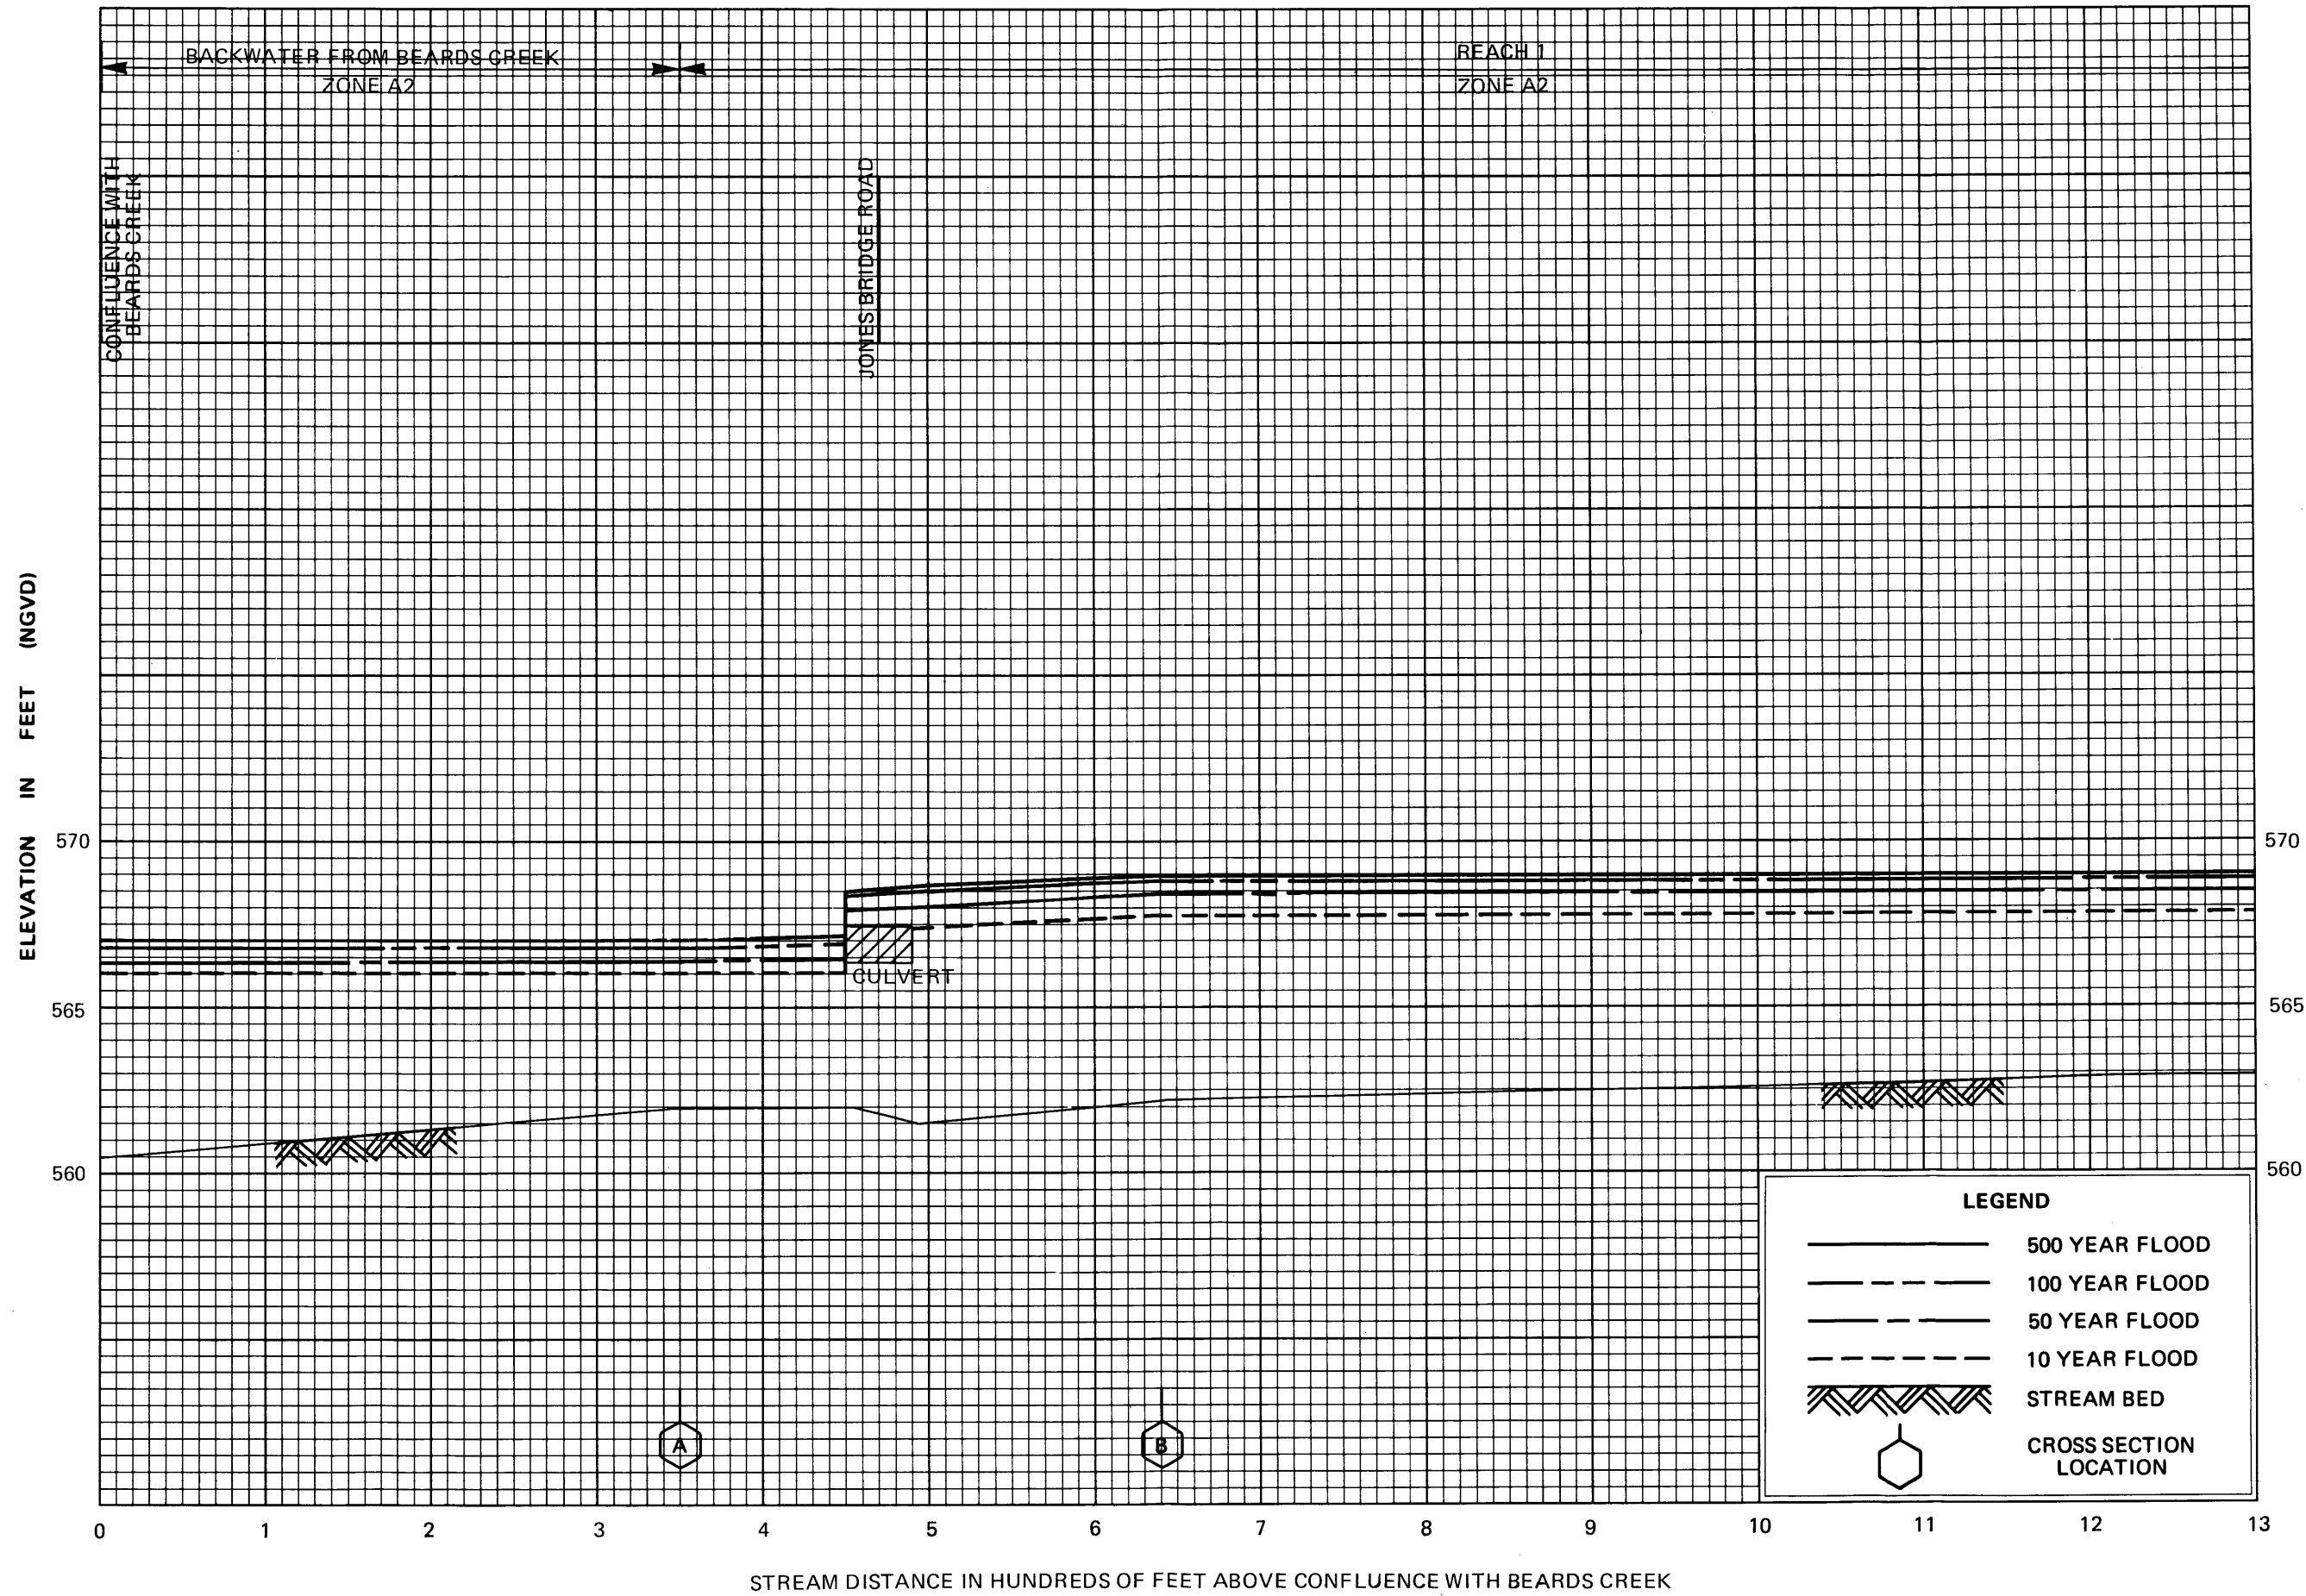 BACKWATER FROM BEARDS CREEK
ZONE A2
REACH 1
ZONE A2
CONFLUENCE WITH
BEARDS CREEK
JONES BRIDGE ROAD
ELEVATION IN FEET (NGVD)
570
565
560
570
565
560
CULVERT
A
B
LEGEND
500 YEAR FLOOD
100 YEAR FLOOD
50 YEAR FLOOD
10 YEAR FLOOD
STREAM BED
CROSS SECTION
LOCATION
0 1 2 3 4 5 6 7 8 9 10 11 12 13
STREAM DISTANCE IN HUNDREDS OF FEET ABOVE CONFLUENCE WITH BEARDS CREEK